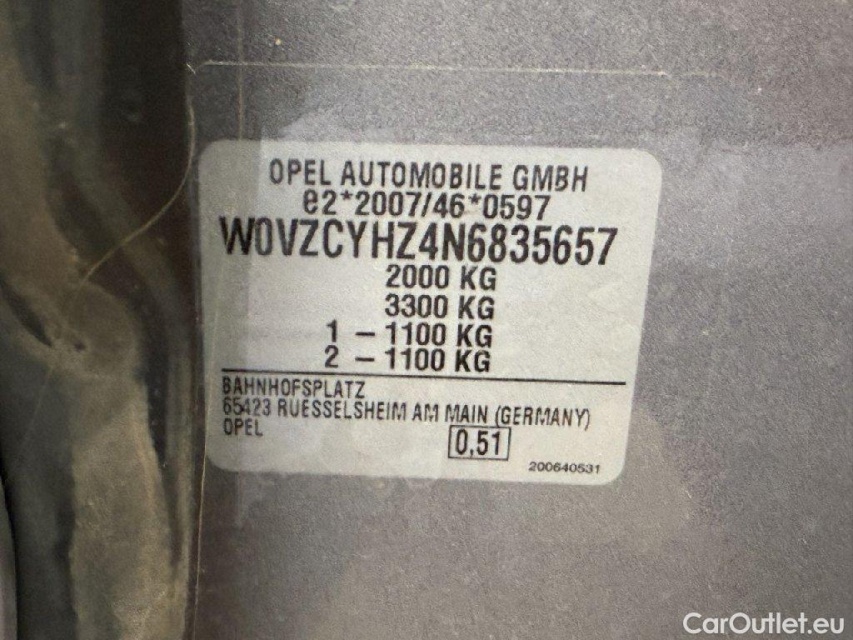 OPEL AUTOMOBILE GMBH
e2*2007/46*0597
W0VZCYHZ4N6835657
2000 KG
3300 KG
1 – 1100 KG
2 – 1100 KG
BAHNHOFSPLATZ
65423 RUESSELSHEIM AM MAIN (GERMANY)
OPEL
0,51
200640531
CarOutlet.eu